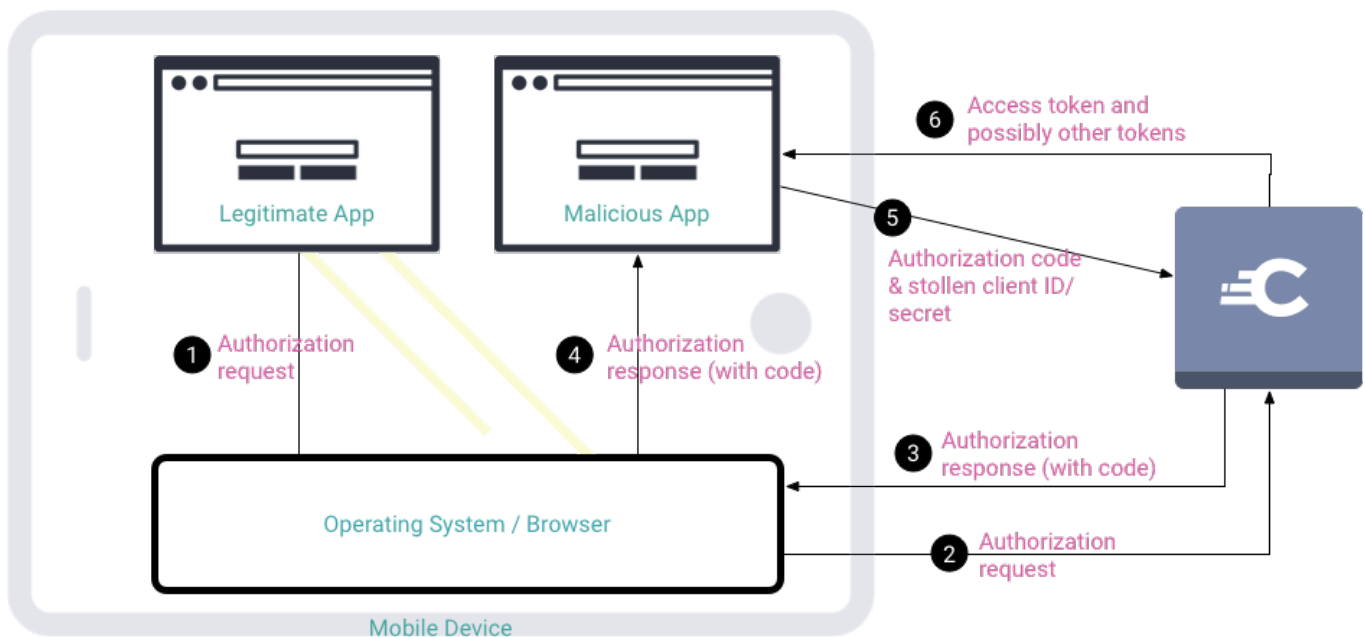 Legitimate App
Malicious App
6
Access token and
possibly other tokens
5
Authorization code
& stollen client ID/
secret
1
Authorization
request
4
Authorization
response (with code)
3
Authorization
response (with code)
Operating System / Browser
2
Authorization
request
Mobile Device